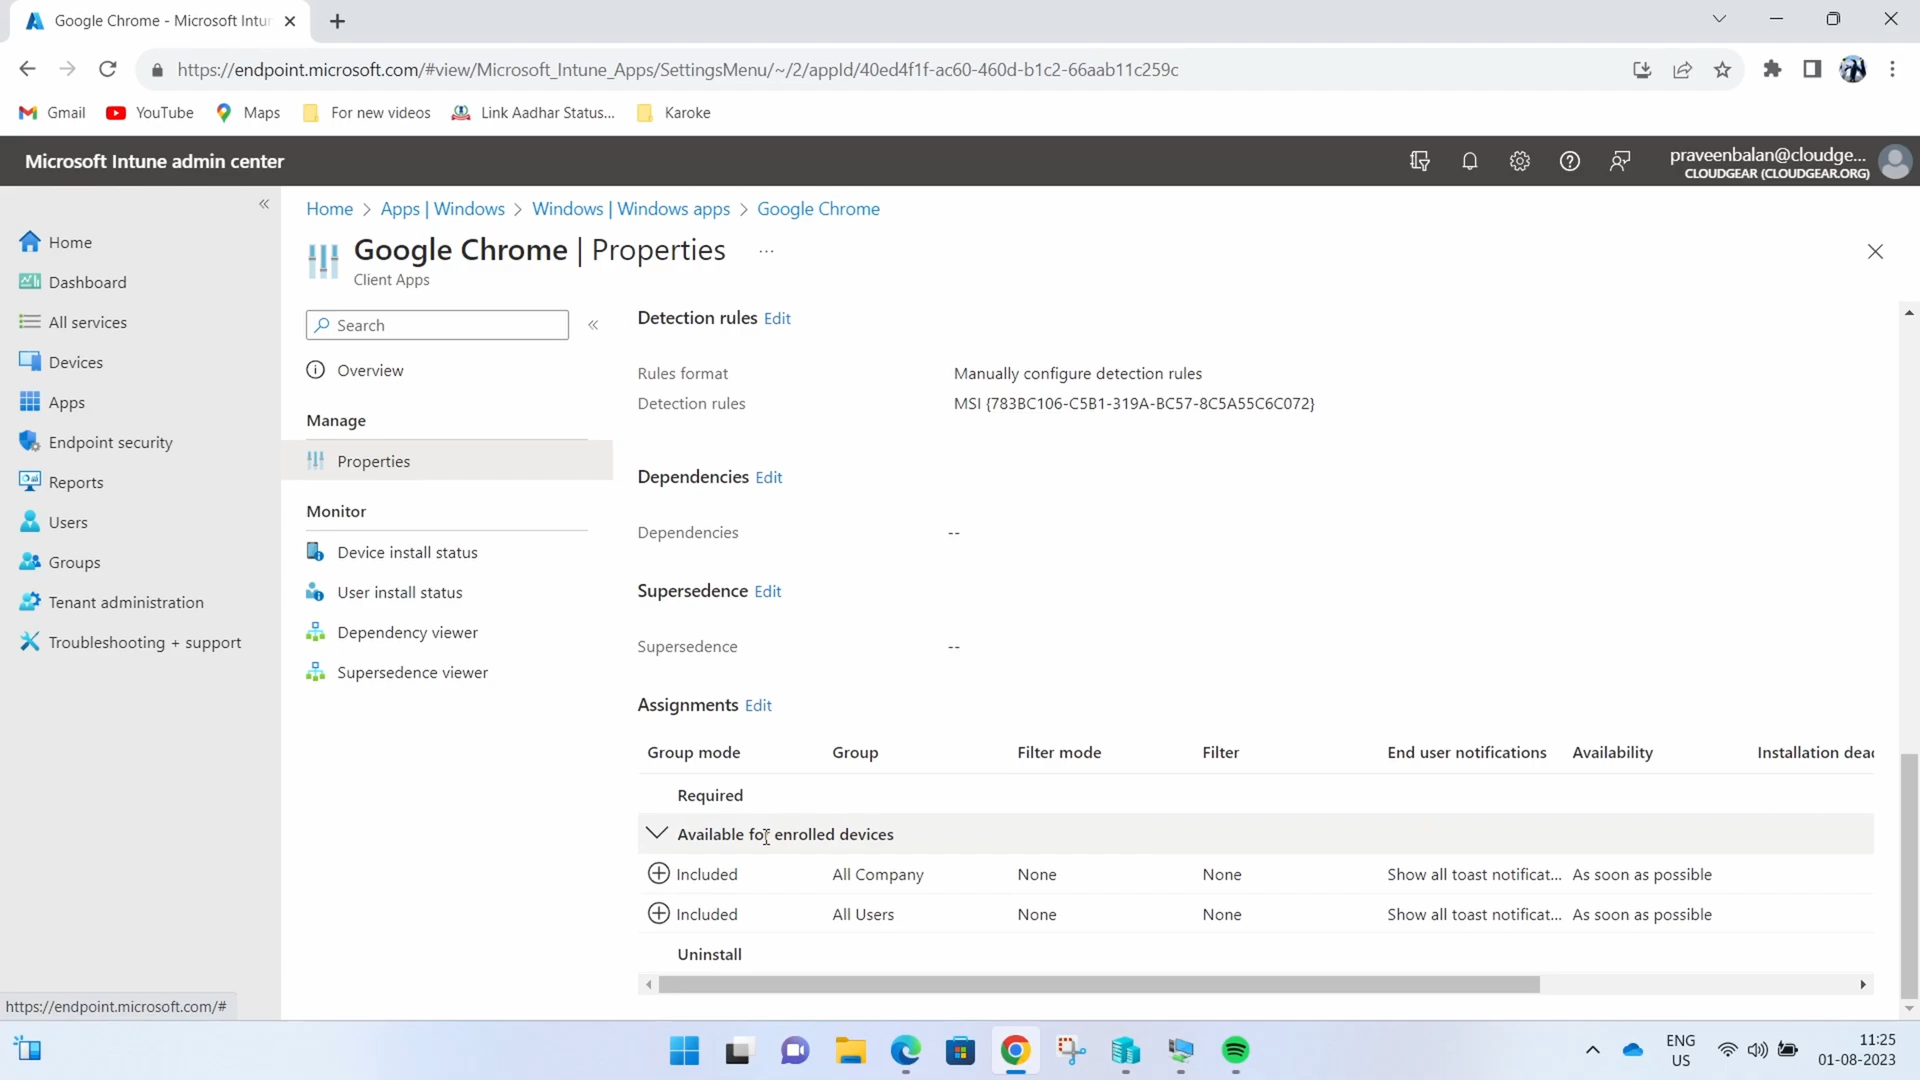 Google Chrome - Microsoft Intun
https://endpoint.microsoft.com/#view/Microsoft_Intune_Apps/SettingsMenu/~/2/appId/40ed4f1f-ac60-460d-b1c2-66aab11c259c
Gmail YouTube Maps For new videos Link Aadhar Status... Karoke
Microsoft Intune admin center
praveenbalan@cloudge...
CLOUDGEAR (CLOUDGEAR.ORG)
Home
Dashboard
All services
Devices
Apps
Endpoint security
Reports
Users
Groups
Tenant administration
Troubleshooting + support
Home > Apps | Windows > Windows | Windows apps > Google Chrome
Google Chrome | Properties ...
Client Apps
Search
Overview
Manage
Properties
Monitor
Device install status
User install status
Dependency viewer
Supersedence viewer
Detection rules Edit
Rules format Manually configure detection rules
Detection rules MSI {783BC106-C5B1-319A-BC57-8C5A55C6C072}
Dependencies Edit
Dependencies --
Supersedence Edit
Supersedence --
Assignments Edit
Group mode Group Filter mode Filter End user notifications Availability Installation dead
Required
Available for enrolled devices
Included All Company None None Show all toast notificat... As soon as possible
Included All Users None None Show all toast notificat... As soon as possible
Uninstall
https://endpoint.microsoft.com/#
ENG
US
11:25
01-08-2023